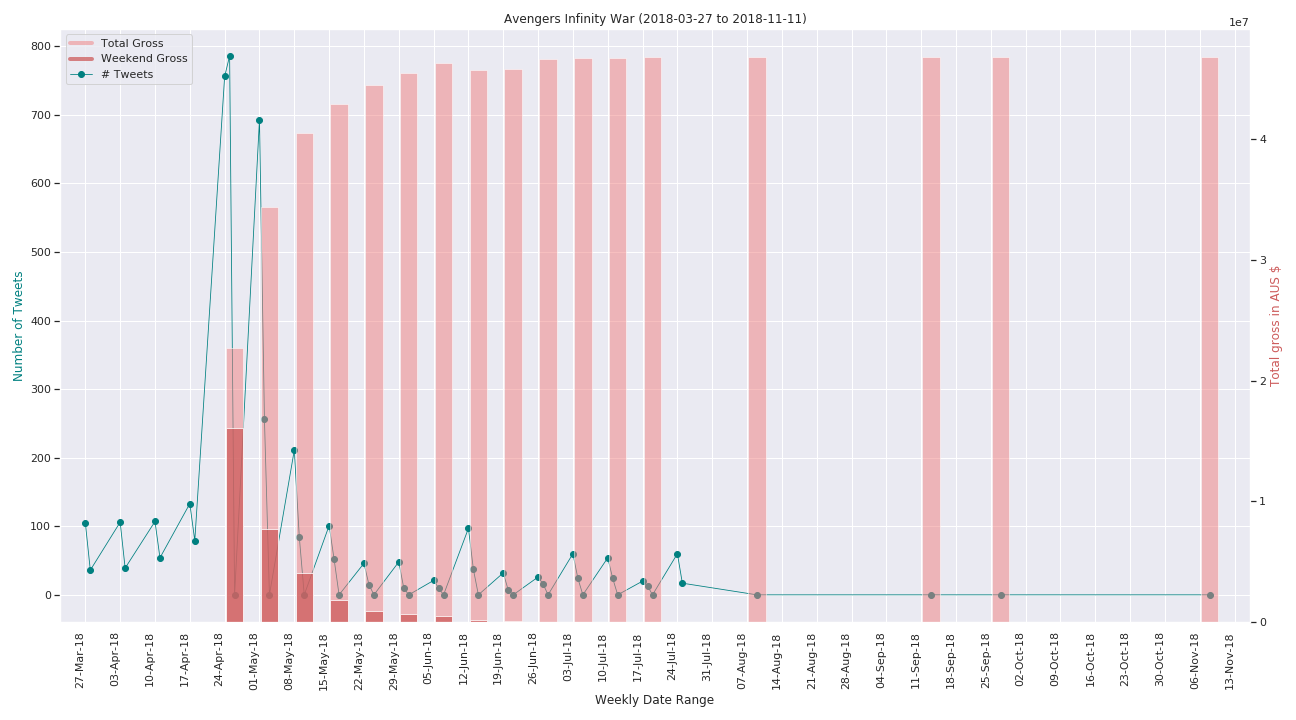 Avengers Infinity War (2018-03-27 to 2018-11-11)
1e7
Total Gross
Weekend Gross
# Tweets
800
700
600
500
400
300
200
100
0
Number of Tweets
4
3
2
1
0
Total gross in AUS $
27-Mar-18
03-Apr-18
10-Apr-18
17-Apr-18
24-Apr-18
01-May-18
08-May-18
15-May-18
22-May-18
29-May-18
05-Jun-18
12-Jun-18
19-Jun-18
26-Jun-18
03-Jul-18
10-Jul-18
17-Jul-18
24-Jul-18
31-Jul-18
07-Aug-18
14-Aug-18
21-Aug-18
28-Aug-18
04-Sep-18
11-Sep-18
18-Sep-18
25-Sep-18
02-Oct-18
09-Oct-18
16-Oct-18
23-Oct-18
30-Oct-18
06-Nov-18
13-Nov-18
Weekly Date Range